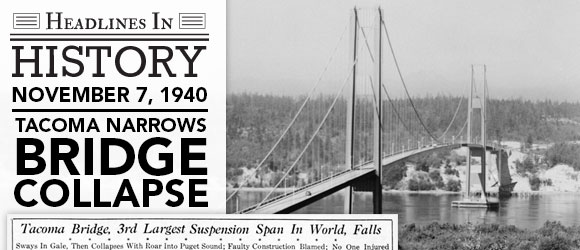 HEADLINES IN
HISTORY
NOVEMBER 7, 1940
TACOMA NARROWS
BRIDGE
COLLAPSE
Tacoma Bridge, 3rd Largest Suspension Span In World, Falls
Sways In Gale, Then Collapses With Roar Into Puget Sound; Faulty Construction Blamed; No One Injured